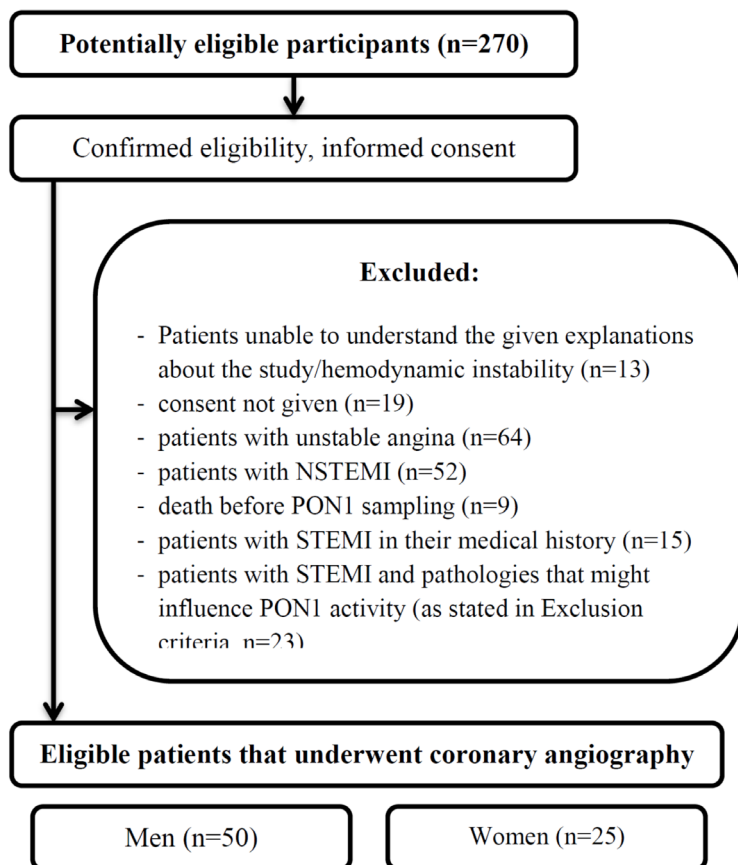 Potentially eligible participants (n=270)
Confirmed eligibility, informed consent
Excluded:
- Patients unable to understand the given explanations
about the study/hemodynamic instability (n=13)
- consent not given (n=19)
- patients with unstable angina (n=64)
- patients with NSTEMI (n=52)
- death before PON1 sampling (n=9)
- patients with STEMI in their medical history (n=15)
- patients with STEMI and pathologies that might
influence PON1 activity (as stated in Exclusion
criteria, n=23)
Eligible patients that underwent coronary angiography
Men (n=50)
Women (n=25)